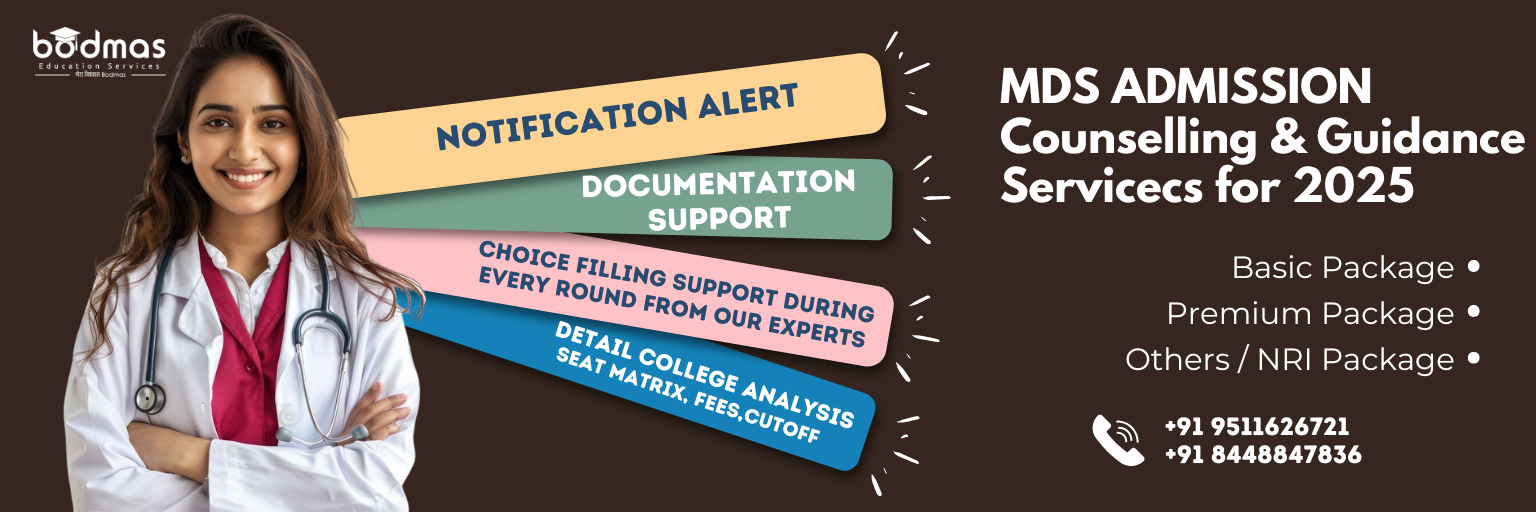 bodmas
Education Services
मेरा विश्वास Bodmas
NOTIFICATION ALERT
DOCUMENTATION
SUPPORT
CHOICE FILLING SUPPORT DURING
EVERY ROUND FROM OUR EXPERTS
DETAIL COLLEGE ANALYSIS
SEAT MATRIX, FEES,CUTOFF
MDS ADMISSION
Counselling & Guidance
Servicecs for 2025
Basic Package •
Premium Package •
Others / NRI Package •
+91 9511626721
+91 8448847836